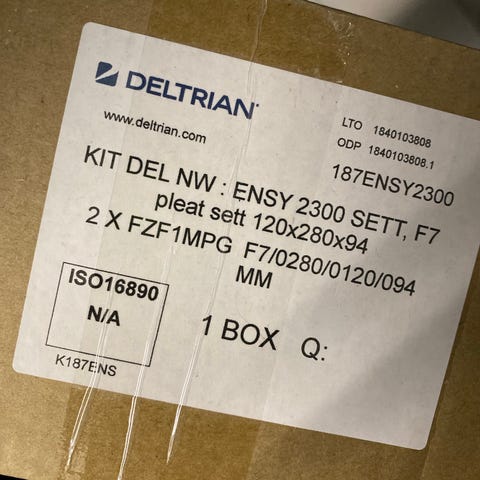 DELTRIAN
www.deltrian.com
LTO 1840103808
ODP 1840103808.1
187ENSY2300
KIT DEL NW : ENSY 2300 SETT, F7
pleat sett 120x280x94
2 X FZF1MPG F7/0280/0120/094
MM
ISO16890
N/A
1 BOX Q:
K187ENS